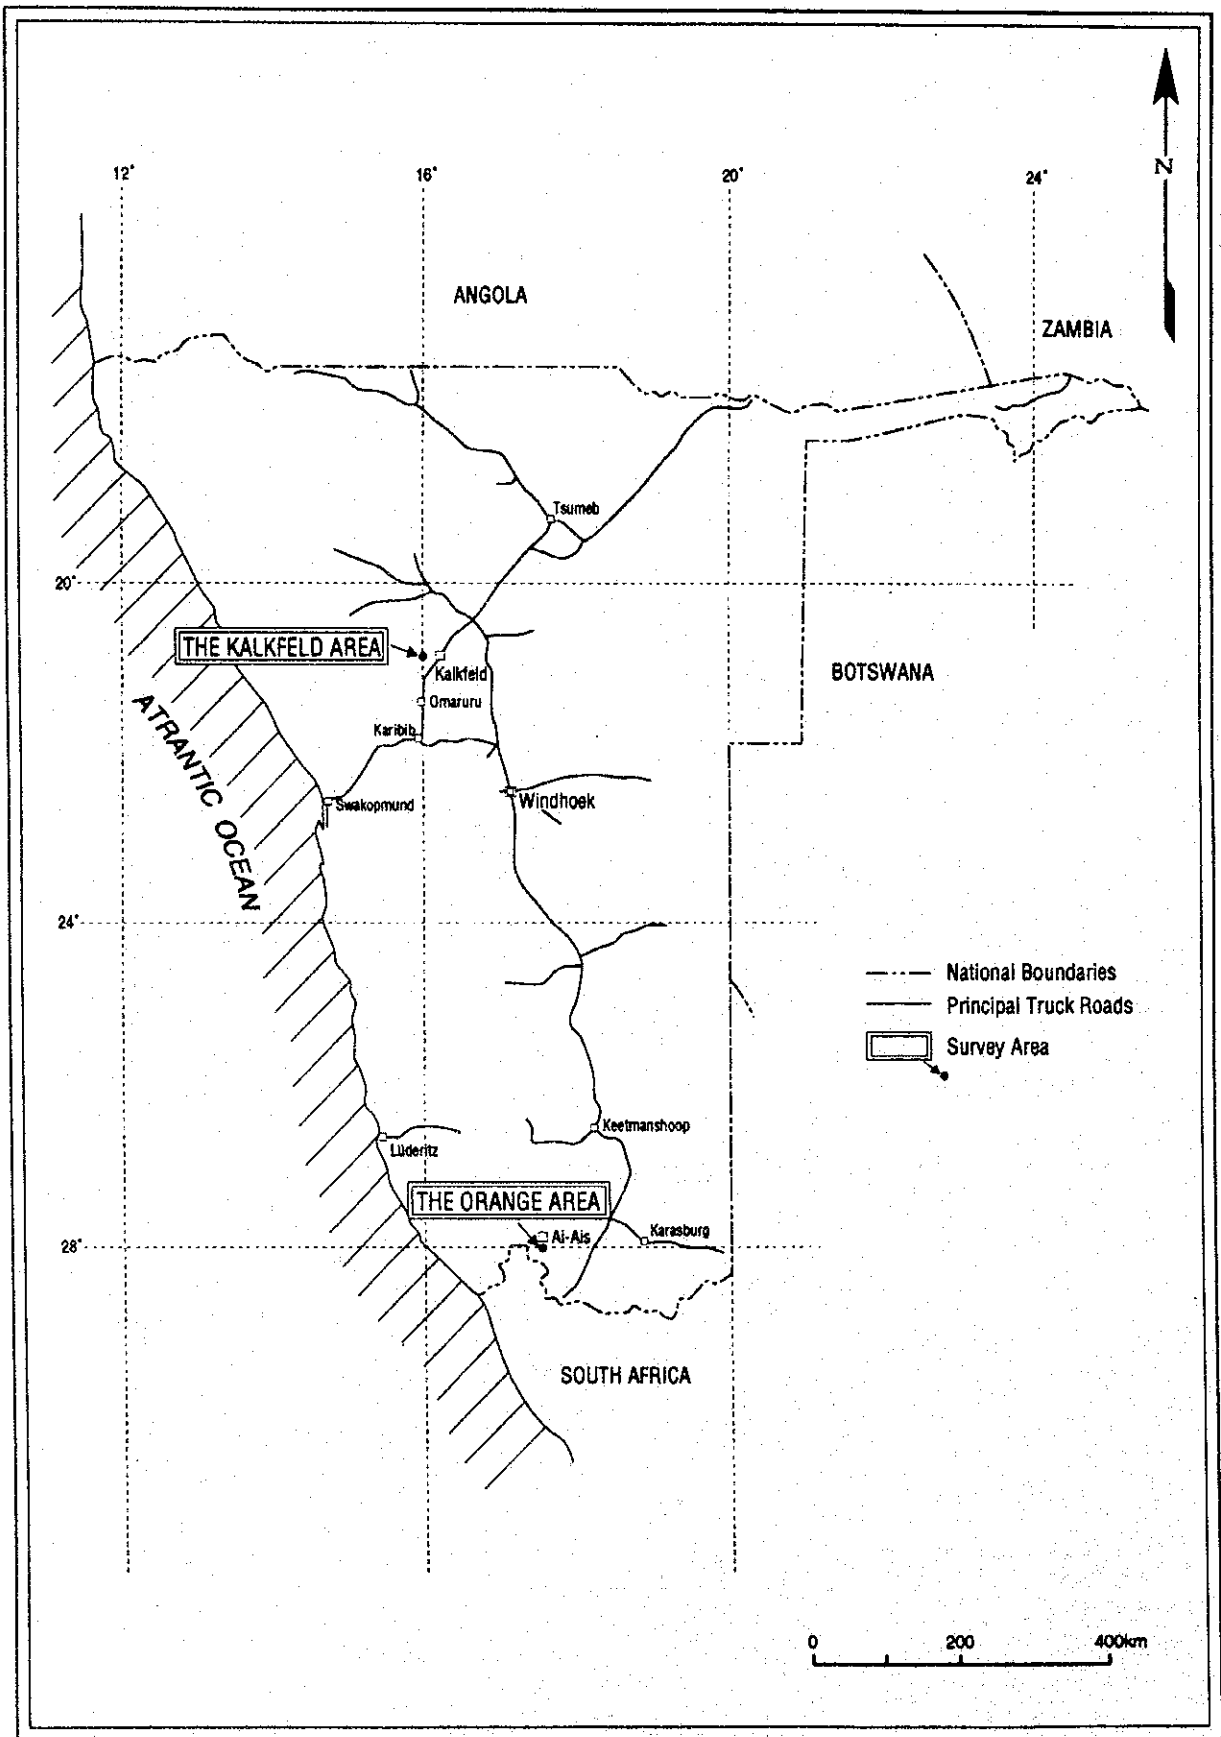 N
12°
16°
20°
24°
ANGOLA
ZAMBIA
Tsumeb
20°
THE KALKFELD AREA
Kalkfeld
BOTSWANA
Omaruru
ATRANTIC OCEAN
Karibib
Swakopmund
Windhoek
24°
National Boundaries
Principal Truck Roads
Survey Area
Keetmanshoop
Lüderitz
THE ORANGE AREA
Ai-Ais
Karasburg
28°
SOUTH AFRICA
0 200 400km